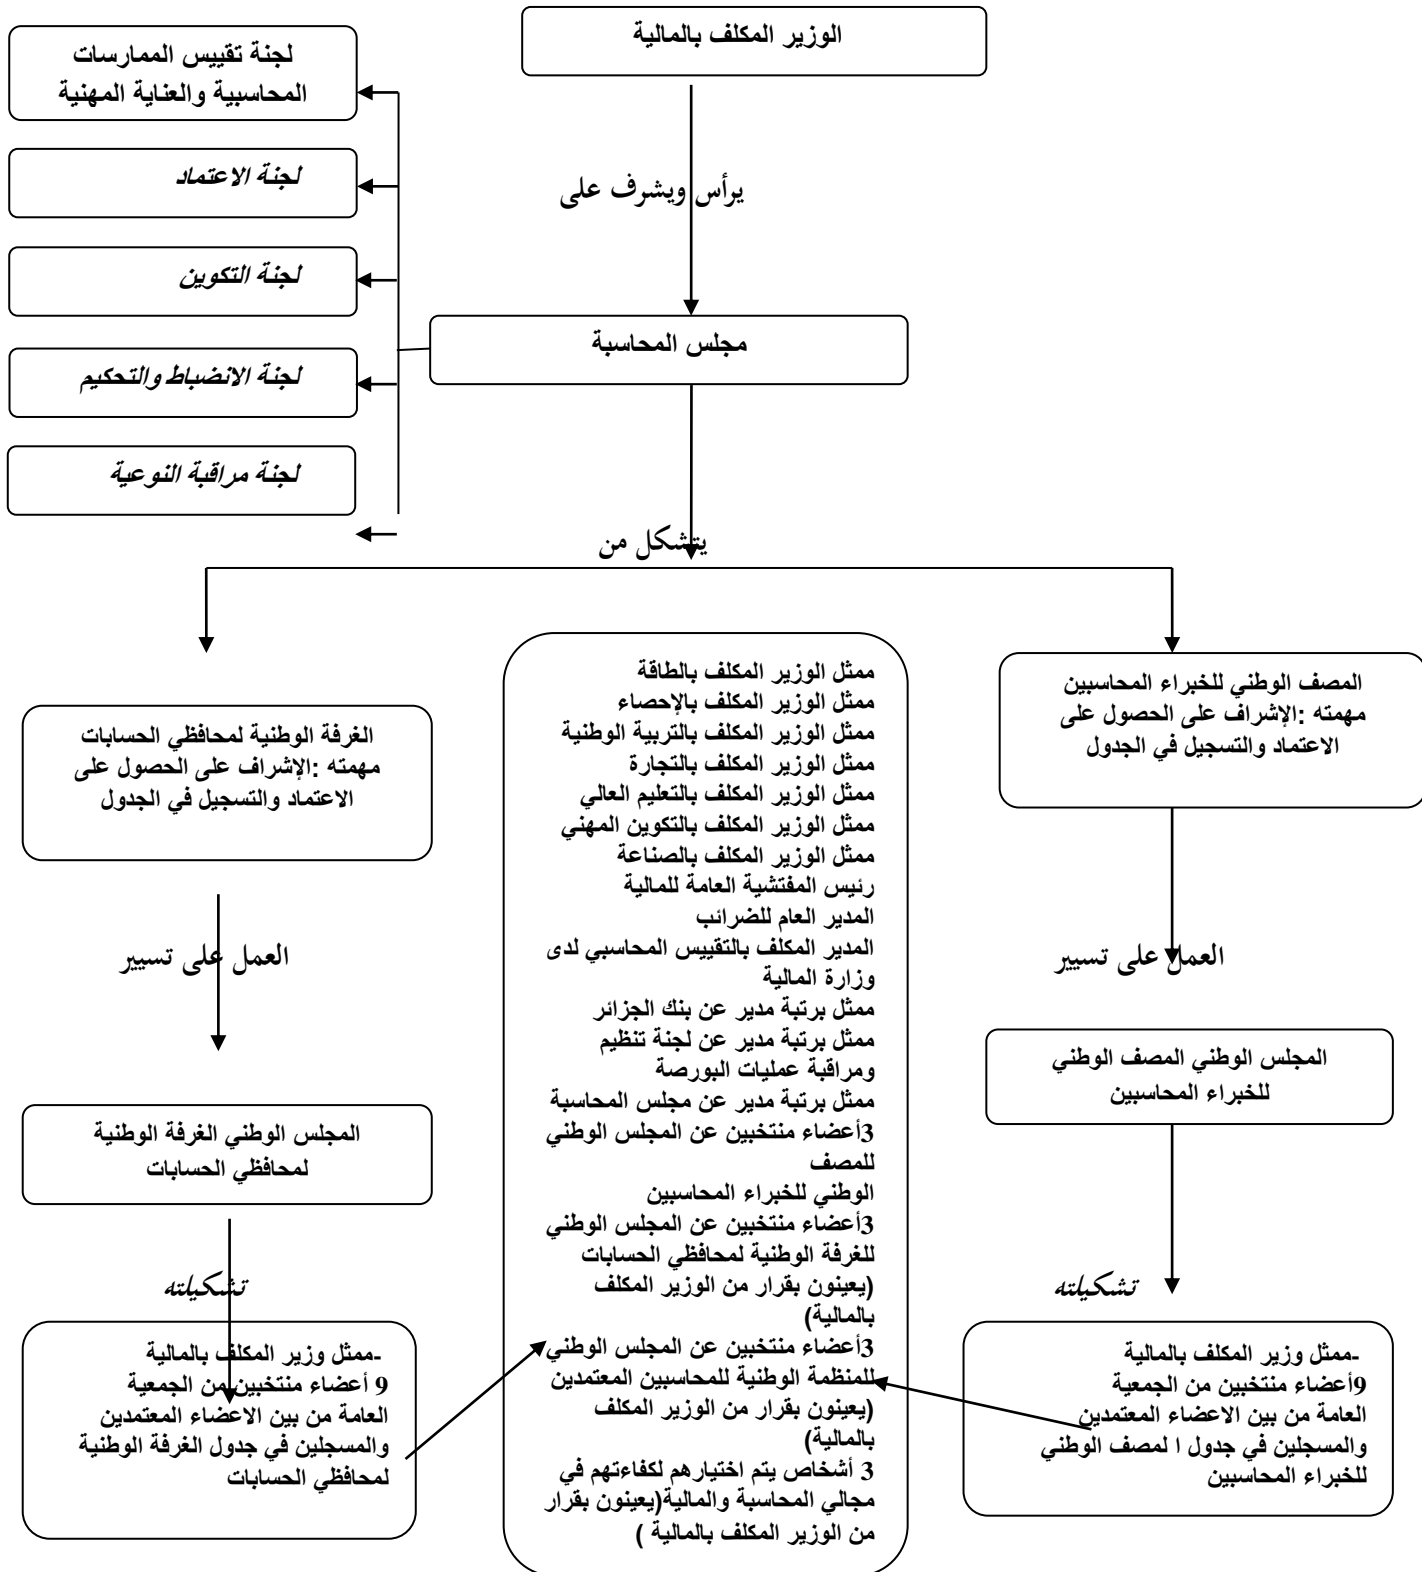 الوزير المكلف بالمالية
لجنة تقييس الممارسات
المحاسبية والعناية المهنية
لجنة الاعتماد
لجنة التكوين
لجنة الانضباط والتحكيم
لجنة مراقبة النوعية
يرأس ويشرف على
مجلس المحاسبة
يتشكل من
المصف الوطني للخبراء المحاسبين
مهمته :الإشراف على الحصول على
الاعتماد والتسجيل في الجدول
العمل على تسيير
المجلس الوطني المصف الوطني
للخبراء المحاسبين
تشكيلته
-ممثل وزير المكلف بالمالية
9أعضاء منتخبين من الجمعية
العامة من بين الاعضاء المعتمدين
والمسجلين في جدول ا لمصف الوطني
للخبراء المحاسبين
ممثل الوزير المكلف بالطاقة
ممثل الوزير المكلف بالإحصاء
ممثل الوزير المكلف بالتربية الوطنية
ممثل الوزير المكلف بالتجارة
ممثل الوزير المكلف بالتعليم العالي
ممثل الوزير المكلف بالتكوين المهني
ممثل الوزير المكلف بالصناعة
رئيس المفتشية العامة للمالية
المدير العام للضرائب
المدير المكلف بالتقييس المحاسبي لدى
وزارة المالية
ممثل برتبة مدير عن بنك الجزائر
ممثل برتبة مدير عن لجنة تنظيم
ومراقبة عمليات البورصة
ممثل برتبة مدير عن مجلس المحاسبة
3أعضاء منتخبين عن المجلس الوطني
للمصف
الوطني للخبراء المحاسبين
3أعضاء منتخبين عن المجلس الوطني
للغرفة الوطنية لمحافظي الحسابات
(يعينون بقرار من الوزير المكلف
بالمالية)
3أعضاء منتخبين عن المجلس الوطني
للمنظمة الوطنية للمحاسبين المعتمدين
(يعينون بقرار من الوزير المكلف
بالمالية)
3 أشخاص يتم اختيارهم لكفاءتهم في
مجالي المحاسبة والمالية(يعينون بقرار
من الوزير المكلف بالمالية )
الغرفة الوطنية لمحافظي الحسابات
مهمته :الإشراف على الحصول على
الاعتماد والتسجيل في الجدول
العمل على تسيير
المجلس الوطني الغرفة الوطنية
لمحافظي الحسابات
تشكيلته
-ممثل وزير المكلف بالمالية
9 أعضاء منتخبين من الجمعية
العامة من بين الاعضاء المعتمدين
والمسجلين في جدول الغرفة الوطنية
لمحافظي الحسابات